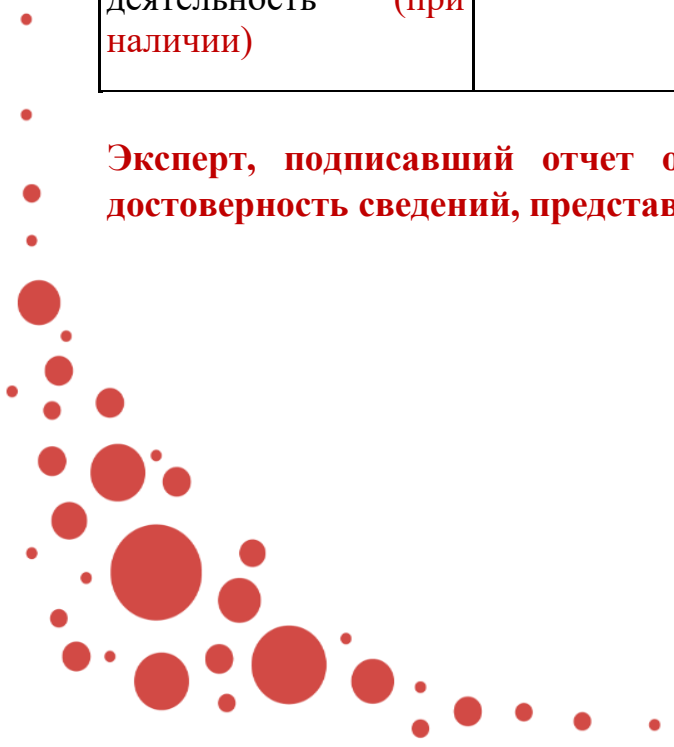 деятельность (при
наличии)
Эксперт, подписавший отчет о
достоверность сведений, представ